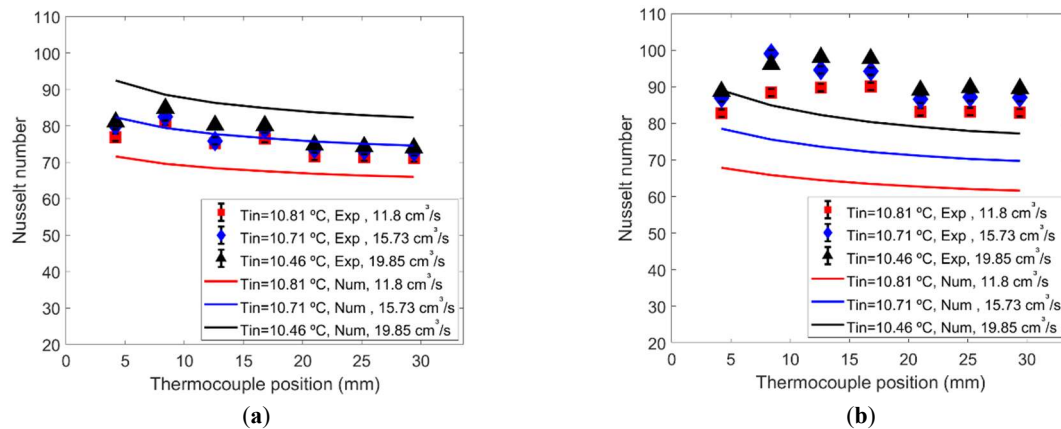 110
100
90
80
70
60
50
40
30
20
Nusselt number
Tin=10.81 ºC, Exp , 11.8 cm³/s
Tin=10.71 ºC, Exp , 15.73 cm³/s
Tin=10.46 ºC, Exp, 19.85 cm³/s
Tin=10.81 ºC, Num, 11.8 cm³/s
Tin=10.71 ºC, Num , 15.73 cm³/s
Tin=10.46 ºC, Num, 19.85 cm³/s
0 5 10 15 20 25 30
Thermocouple position (mm)
(a)
110
100
90
80
70
60
50
40
30
20
Nusselt number
Tin=10.81 ºC, Exp , 11.8 cm³/s
Tin=10.71 ºC, Exp , 15.73 cm³/s
Tin=10.46 ºC, Exp, 19.85 cm³/s
Tin=10.81 ºC, Num, 11.8 cm³/s
Tin=10.71 ºC, Num , 15.73 cm³/s
Tin=10.46 ºC, Num, 19.85 cm³/s
0 5 10 15 20 25 30
Thermocouple position (mm)
(b)